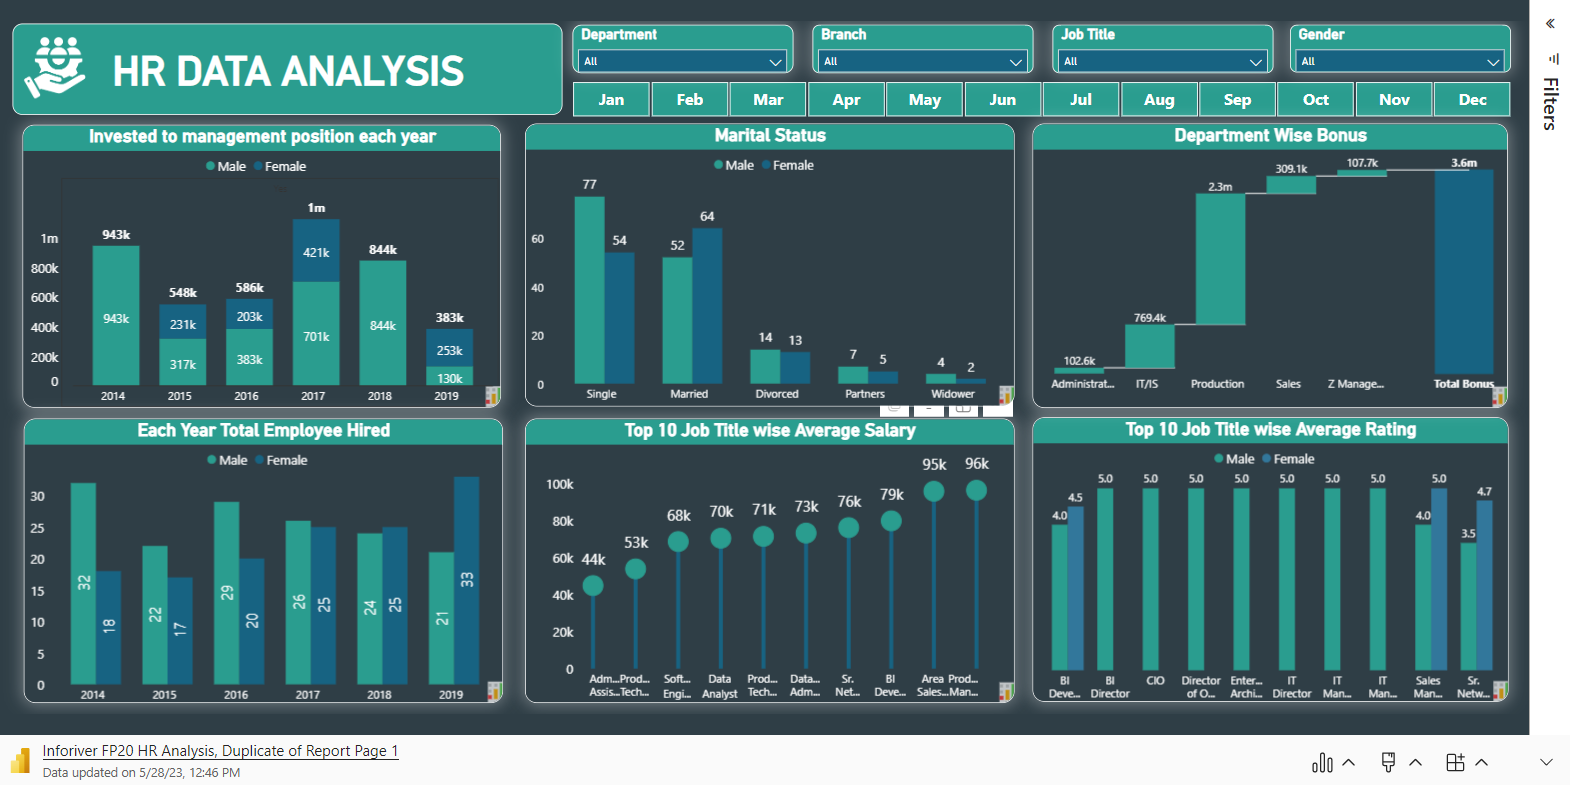 HR DATA ANALYSIS
Department
All
Branch
All
Job Title
All
Gender
All
Filters
Jan Feb Mar Apr May Jun Jul Aug Sep Oct Nov Dec
Invested to management position each year
Male Female
1m
800k
600k
400k
200k
0
943k 548k 586k 1m 844k 383k
943k 231k 317k 203k 383k 421k 701k 844k 253k 130k
2014 2015 2016 2017 2018 2019
Marital Status
Male Female
60
40
20
0
77 54 52 64 14 13 7 5 4 2
Single Married Divorced Partners Widower
Department Wise Bonus
102.6k 769.4k 2.3m 309.1k 107.7k 3.6m
Administrat... IT/IS Production Sales Z Manage... Total Bonus
Each Year Total Employee Hired
Male Female
30
25
20
15
10
5
0
32 18 22 17 29 20 26 25 24 25 21 33
2014 2015 2016 2017 2018 2019
Top 10 Job Title wise Average Salary
100k
80k
60k
40k
20k
0
44k 53k 68k 70k 71k 73k 76k 79k 95k 96k
Adm... Prod... Soft... Data Prod... Data... Sr. BI Area Prod...
Assis... Tech... Engi... Analyst Tech... Adm... Net... Deve... Sales... Man...
Top 10 Job Title wise Average Rating
Male Female
4.0 4.5 5.0 5.0 5.0 5.0 5.0 5.0 5.0 4.0 5.0 3.5 4.7
BI BI CIO Director Enter... IT IT IT Sales Sr.
Deve... Director of O... Archi... Director Man... Man... Man... Netw...
Inforiver FP20 HR Analysis, Duplicate of Report Page 1
Data updated on 5/28/23, 12:46 PM